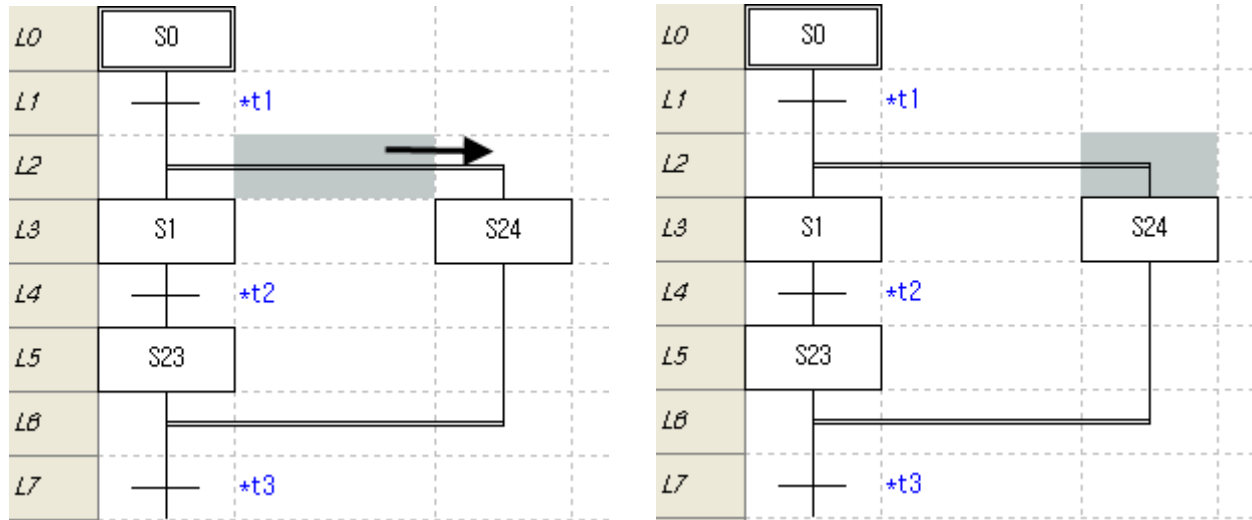 L0 S0
L1 *t1
L2
L3 S1 S24
L4 *t2
L5 S23
L6
L7 *t3
L0 S0
L1 *t1
L2
L3 S1 S24
L4 *t2
L5 S23
L6
L7 *t3